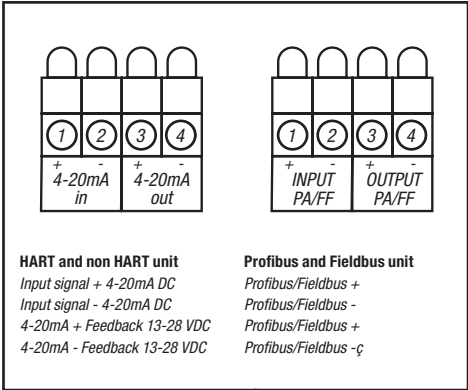 1 2 3 4
+ - + -
4-20mA 4-20mA
in out
1 2 3 4
+ - + -
INPUT OUTPUT
PA/FF PA/FF
HART and non HART unit
Input signal + 4-20mA DC
Input signal - 4-20mA DC
4-20mA + Feedback 13-28 VDC
4-20mA - Feedback 13-28 VDC
Profibus and Fieldbus unit
Profibus/Fieldbus +
Profibus/Fieldbus -
Profibus/Fieldbus +
Profibus/Fieldbus -ç